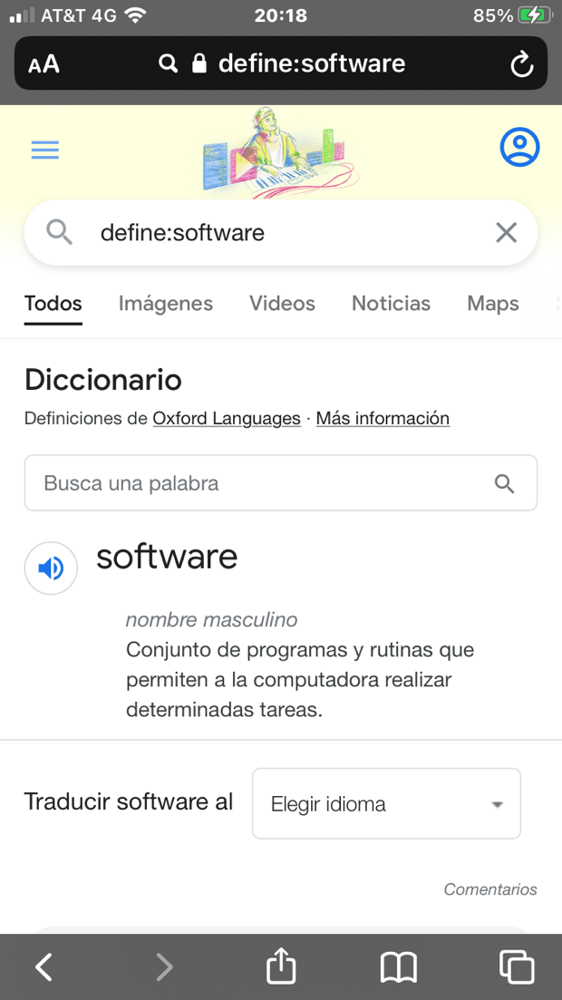 AT&T 4G 20:18 85%
AA define:software
define:software
Todos Imágenes Videos Noticias Maps
Diccionario
Definiciones de Oxford Languages · Más información
Busca una palabra
software
nombre masculino
Conjunto de programas y rutinas que
permiten a la computadora realizar
determinadas tareas.
Traducir software al Elegir idioma
Comentarios